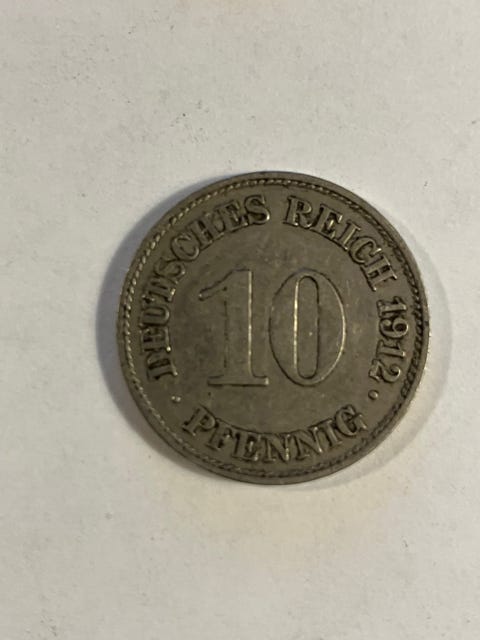 DEUTSCHES REICH 1912
10
PFENNIG